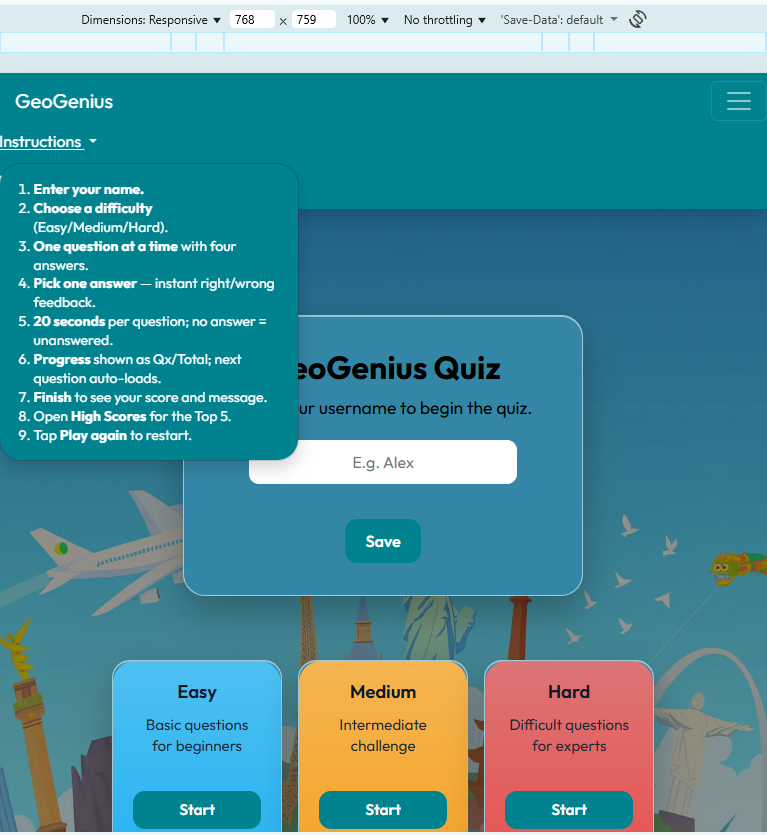 Dimensions: Responsive 768 × 759 100% No throttling 'Save-Data': default
GeoGenius
Instructions
1. Enter your name.
2. Choose a difficulty
(Easy/Medium/Hard).
3. One question at a time with four
answers.
4. Pick one answer — instant right/wrong
feedback.
5. 20 seconds per question; no answer =
unanswered.
6. Progress shown as Qx/Total; next
question auto-loads.
7. Finish to see your score and message.
8. Open High Scores for the Top 5.
9. Tap Play again to restart.
eoGenius Quiz
ur username to begin the quiz.
E.g. Alex
Save
Easy
Basic questions
for beginners
Start
Medium
Intermediate
challenge
Start
Hard
Difficult questions
for experts
Start